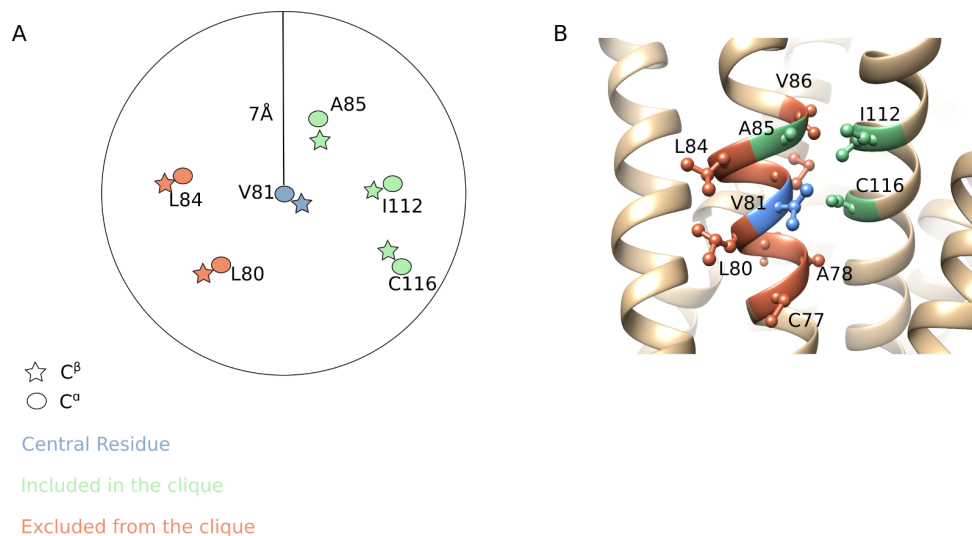 A
7Å
A85
V81
L84
I112
L80
C116
Cβ
Cα
Central Residue
Included in the clique
Excluded from the clique
B
V86
A85
I112
L84
C116
V81
L80
A78
C77